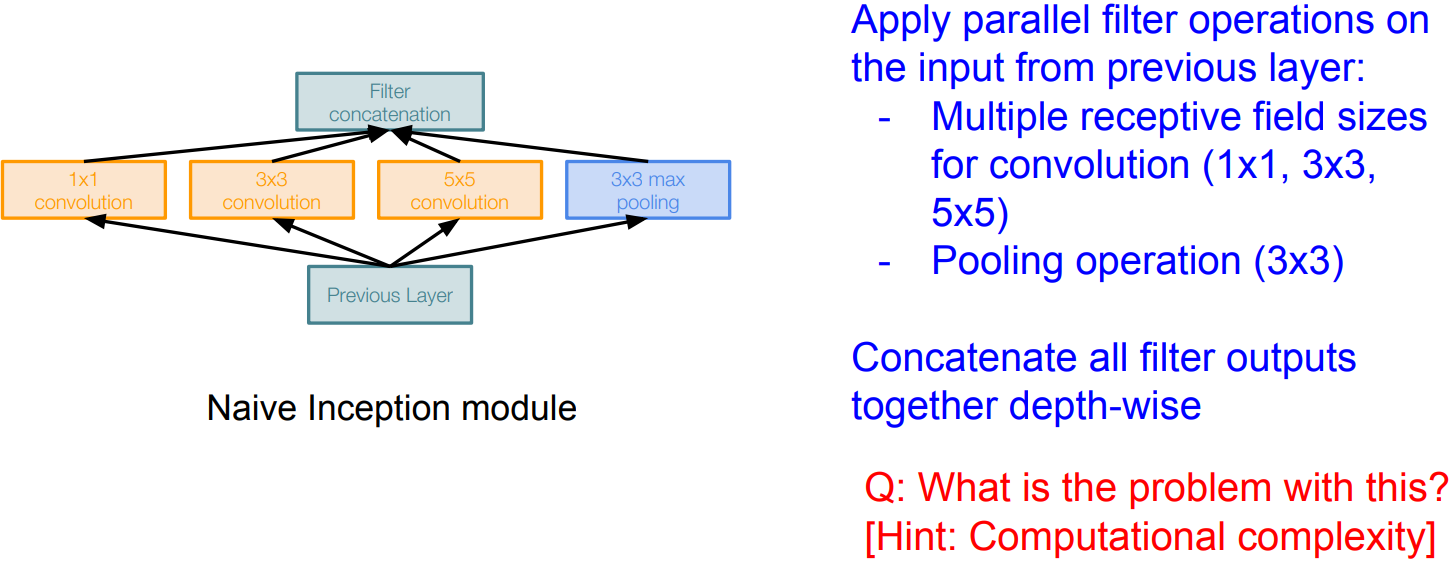 Filter
concatenation
1x1
convolution
3x3
convolution
5x5
convolution
3x3 max
pooling
Previous Layer
Naive Inception module
Apply parallel filter operations on
the input from previous layer:
- Multiple receptive field sizes
for convolution (1x1, 3x3,
5x5)
- Pooling operation (3x3)
Concatenate all filter outputs
together depth-wise
Q: What is the problem with this?
[Hint: Computational complexity]